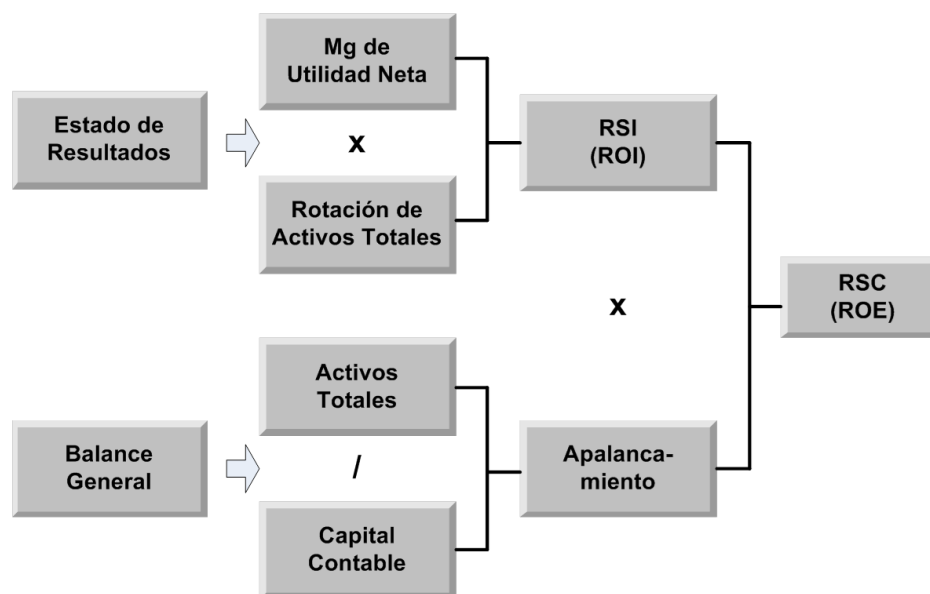 Mg de
Utilidad Neta
Estado de
Resultados
x
Rotación de
Activos Totales
RSI
(ROI)
x
RSC
(ROE)
Activos
Totales
Balance
General
/
Capital
Contable
Apalanca-
miento